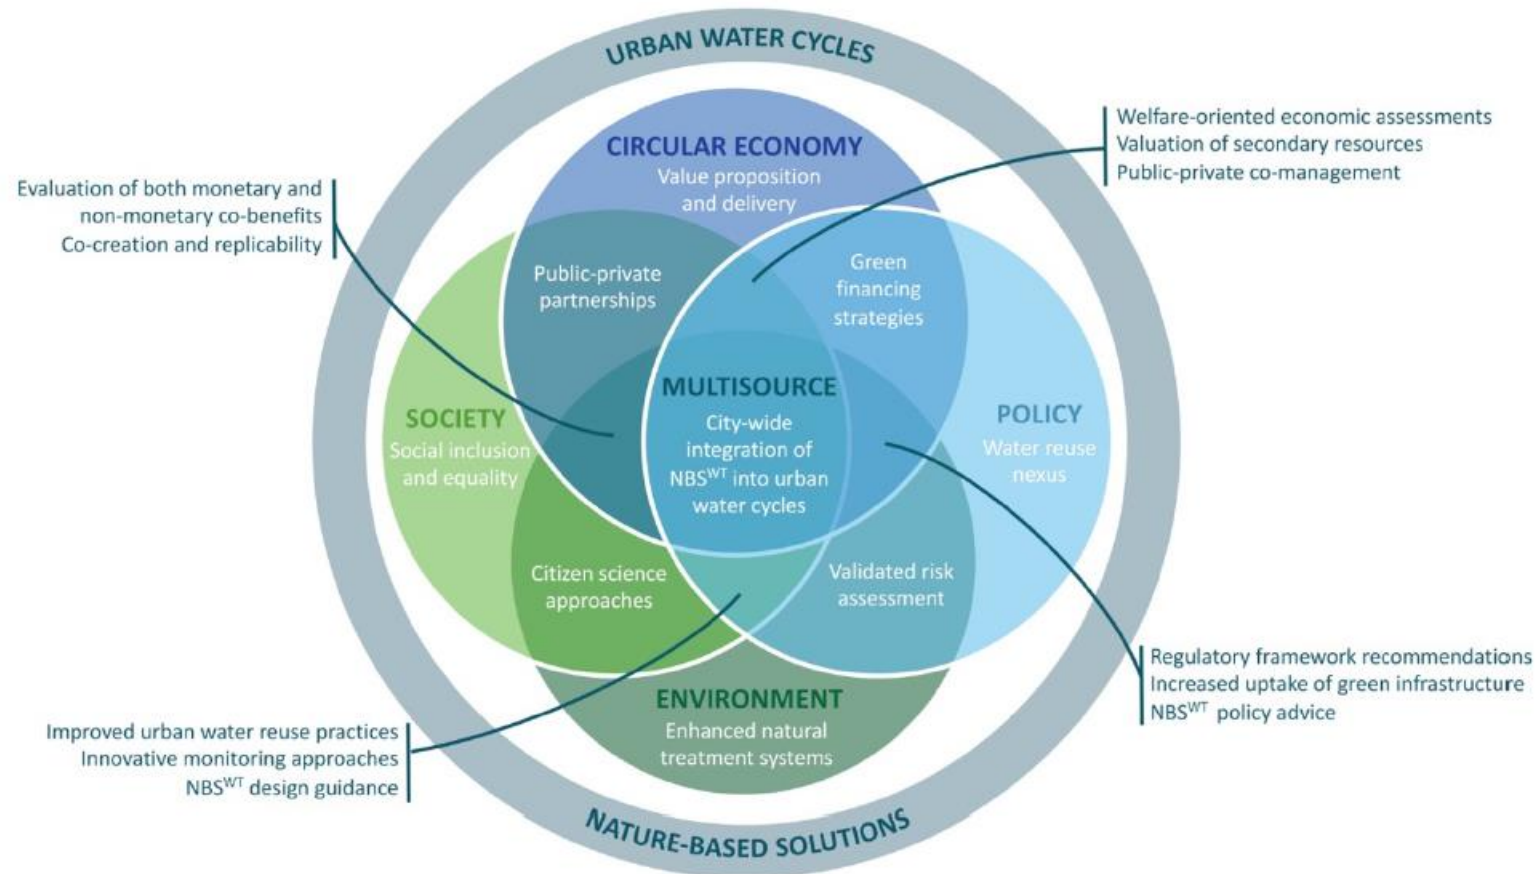 URBAN WATER CYCLES
CIRCULAR ECONOMY
Value proposition
and delivery
Welfare-oriented economic assessments
Valuation of secondary resources
Public-private co-management
Evaluation of both monetary and
non-monetary co-benefits
Co-creation and replicability
Public-private
partnerships
Green
financing
strategies
MULTISOURCE
City-wide
integration of
NBSᵂᵀ into urban
water cycles
SOCIETY
Social inclusion
and equality
POLICY
Water reuse
nexus
Citizen science
approaches
Validated risk
assessment
ENVIRONMENT
Enhanced natural
treatment systems
Regulatory framework recommendations
Increased uptake of green infrastructure
NBSᵂᵀ policy advice
Improved urban water reuse practices
Innovative monitoring approaches
NBSᵂᵀ design guidance
NATURE-BASED SOLUTIONS